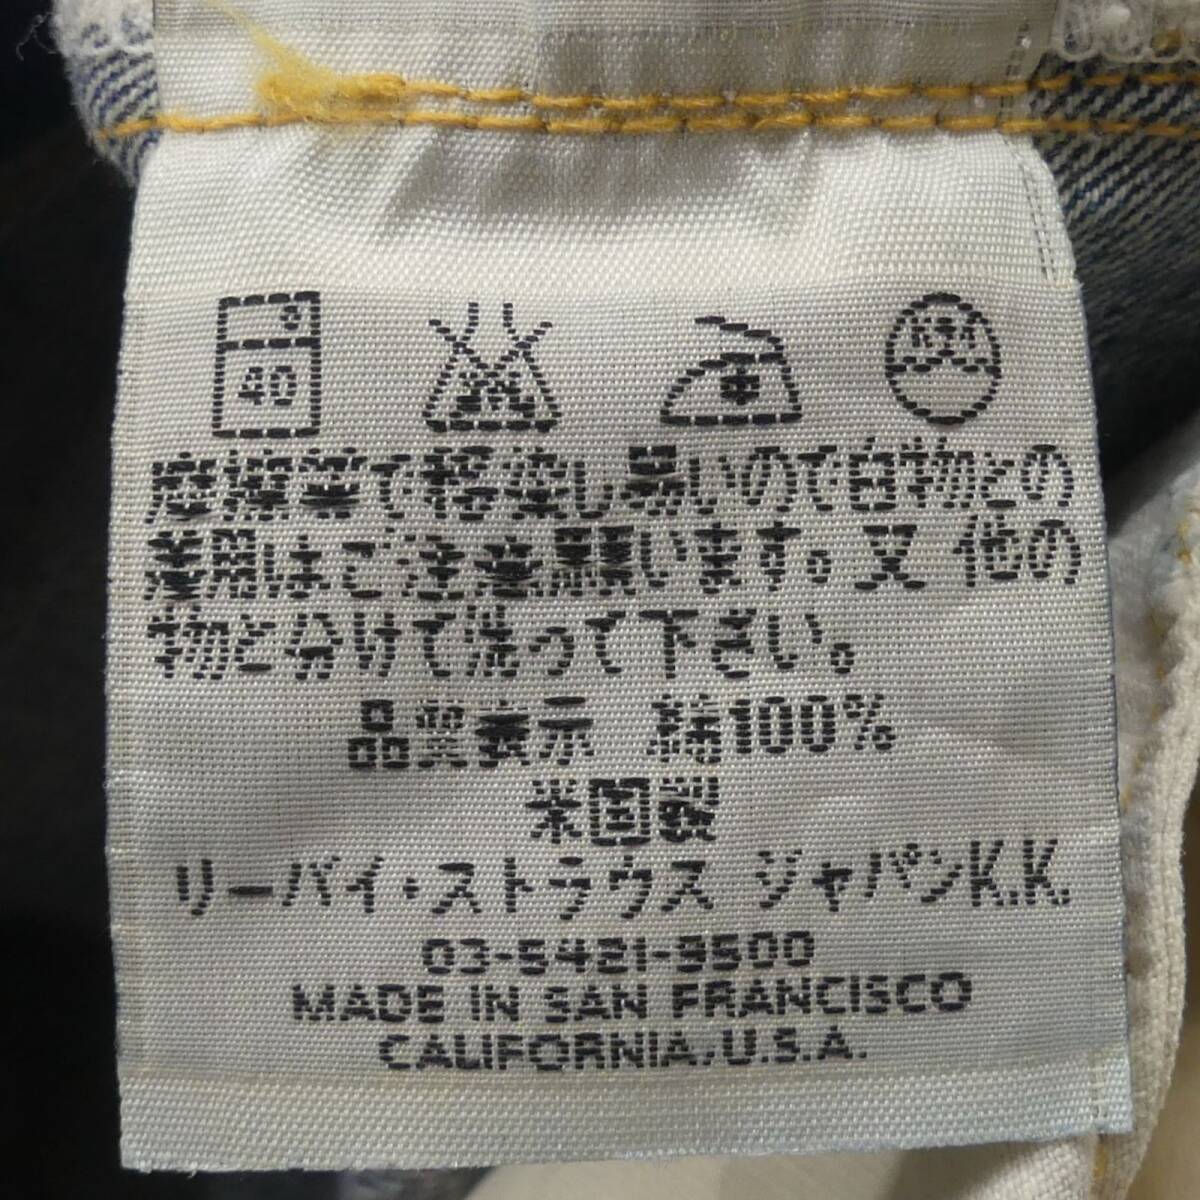 40
中
摩擦等で移染し易いので白物との
着用はご注意願います。又 他の
物と分けて洗って下さい。
品質表示 綿100%
米国製
リーバイ・ストラウス ジャパンK.K.
03-5421-9500
MADE IN SAN FRANCISCO
CALIFORNIA, U.S.A.